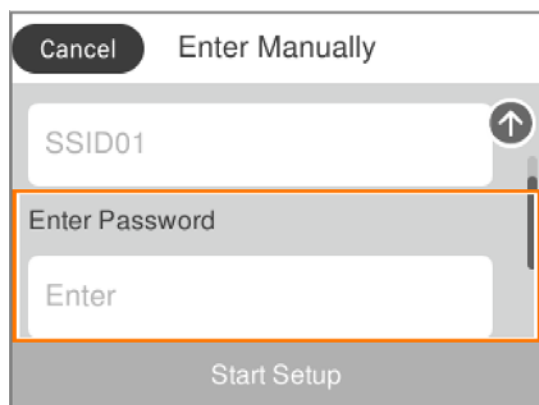 Cancel Enter Manually
SSID01
Enter Password
Enter
Start Setup